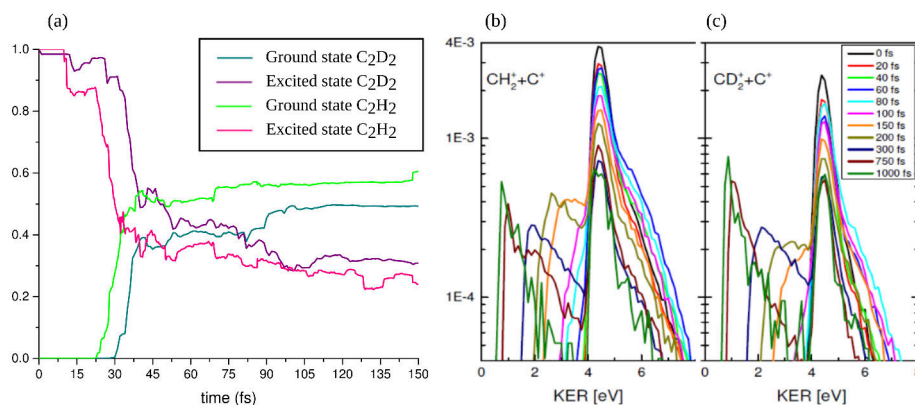 (a)
Ground state C₂D₂
Excited state C₂D₂
Ground state C₂H₂
Excited state C₂H₂
1.0
0.8
0.6
0.4
0.2
0.0
0 15 30 45 60 75 90 105 120 135 150
time (fs)
(b)
4E-3
1E-3
1E-4
CH₂⁺+C⁺
0 2 4 6
KER [eV]
(c)
CD₂⁺+C⁺
0 fs
20 fs
40 fs
60 fs
80 fs
100 fs
150 fs
200 fs
300 fs
750 fs
1000 fs
0 2 4 6 8
KER [eV]